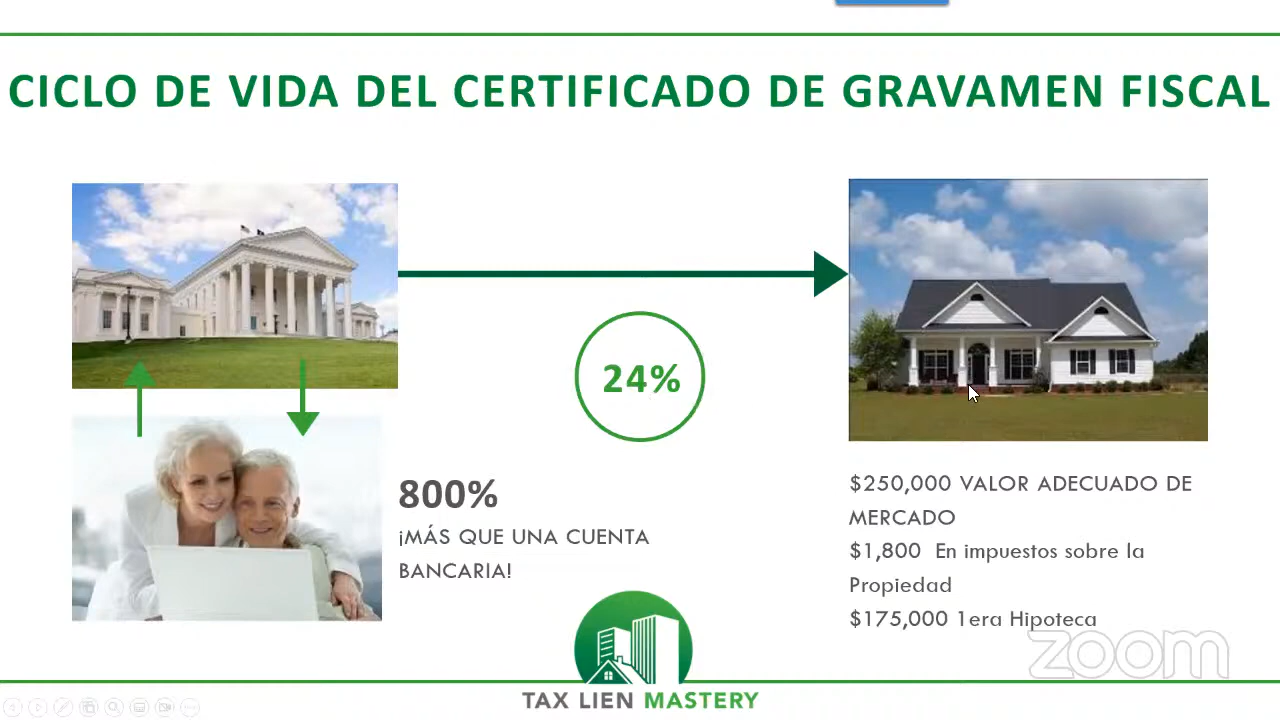 CICLO DE VIDA DEL CERTIFICADO DE GRAVAMEN FISCAL
24%
800%
¡MÁS QUE UNA CUENTA
BANCARIA!
$250,000 VALOR ADECUADO DE
MERCADO
$1,800 En impuestos sobre la
Propiedad
$175,000 1era Hipoteca
zoom
TAX LIEN MASTERY